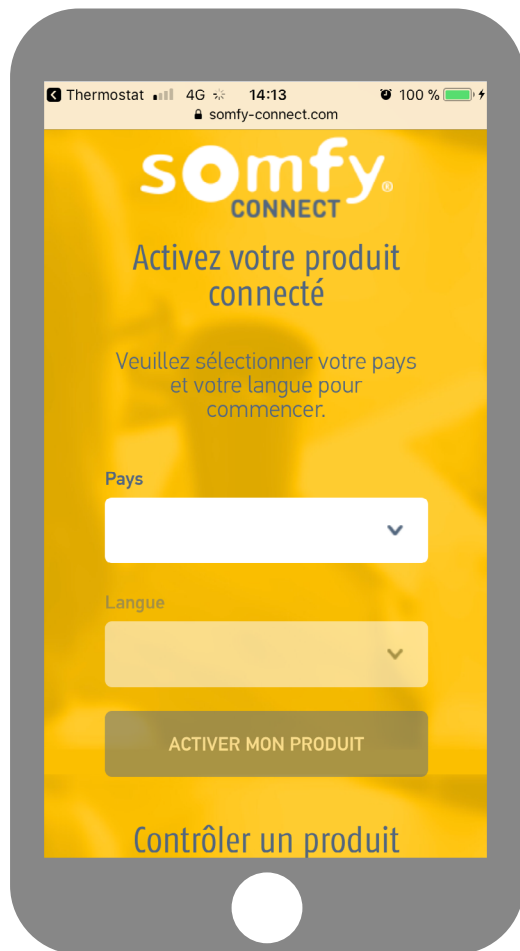 Thermostat 4G 14:13 100 %
somfy-connect.com
somfy®
CONNECT
Activez votre produit
connecté
Veuillez sélectionner votre pays
et votre langue pour
commencer.
Pays
Langue
ACTIVER MON PRODUIT
Contrôler un produit